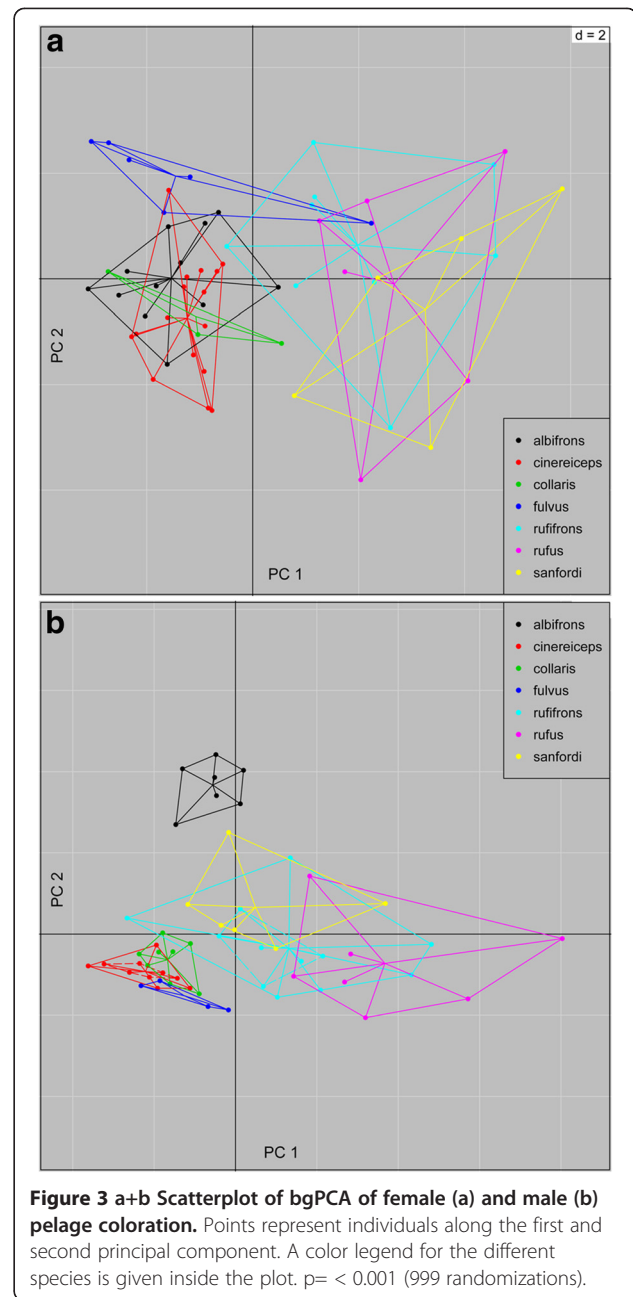 a
d = 2
PC 2
PC 1
albifrons
cinereiceps
collaris
fulvus
rufifrons
rufus
sanfordi
b
albifrons
cinereiceps
collaris
fulvus
rufifrons
rufus
sanfordi
PC 2
PC 1
Figure 3 a+b Scatterplot of bgPCA of female (a) and male (b)
pelage coloration. Points represent individuals along the first and
second principal component. A color legend for the different
species is given inside the plot. p= < 0.001 (999 randomizations).